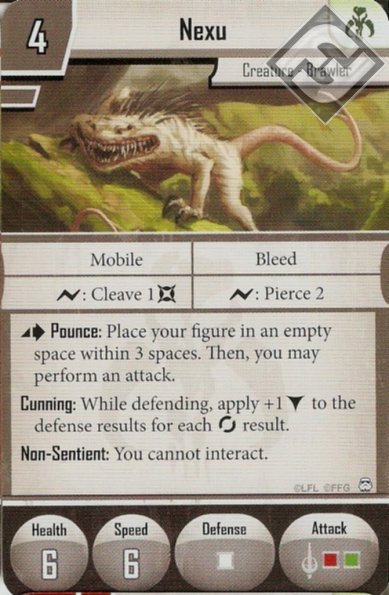 4
Nexu
Creature - Brawler
Mobile
Bleed
: Cleave 1
: Pierce 2
Pounce: Place your figure in an empty
space within 3 spaces. Then, you may
perform an attack.
Cunning: While defending, apply +1 to the
defense results for each result.
Non-Sentient: You cannot interact.
©LFL ©FFG
Health
Speed
Defense
Attack
6
6